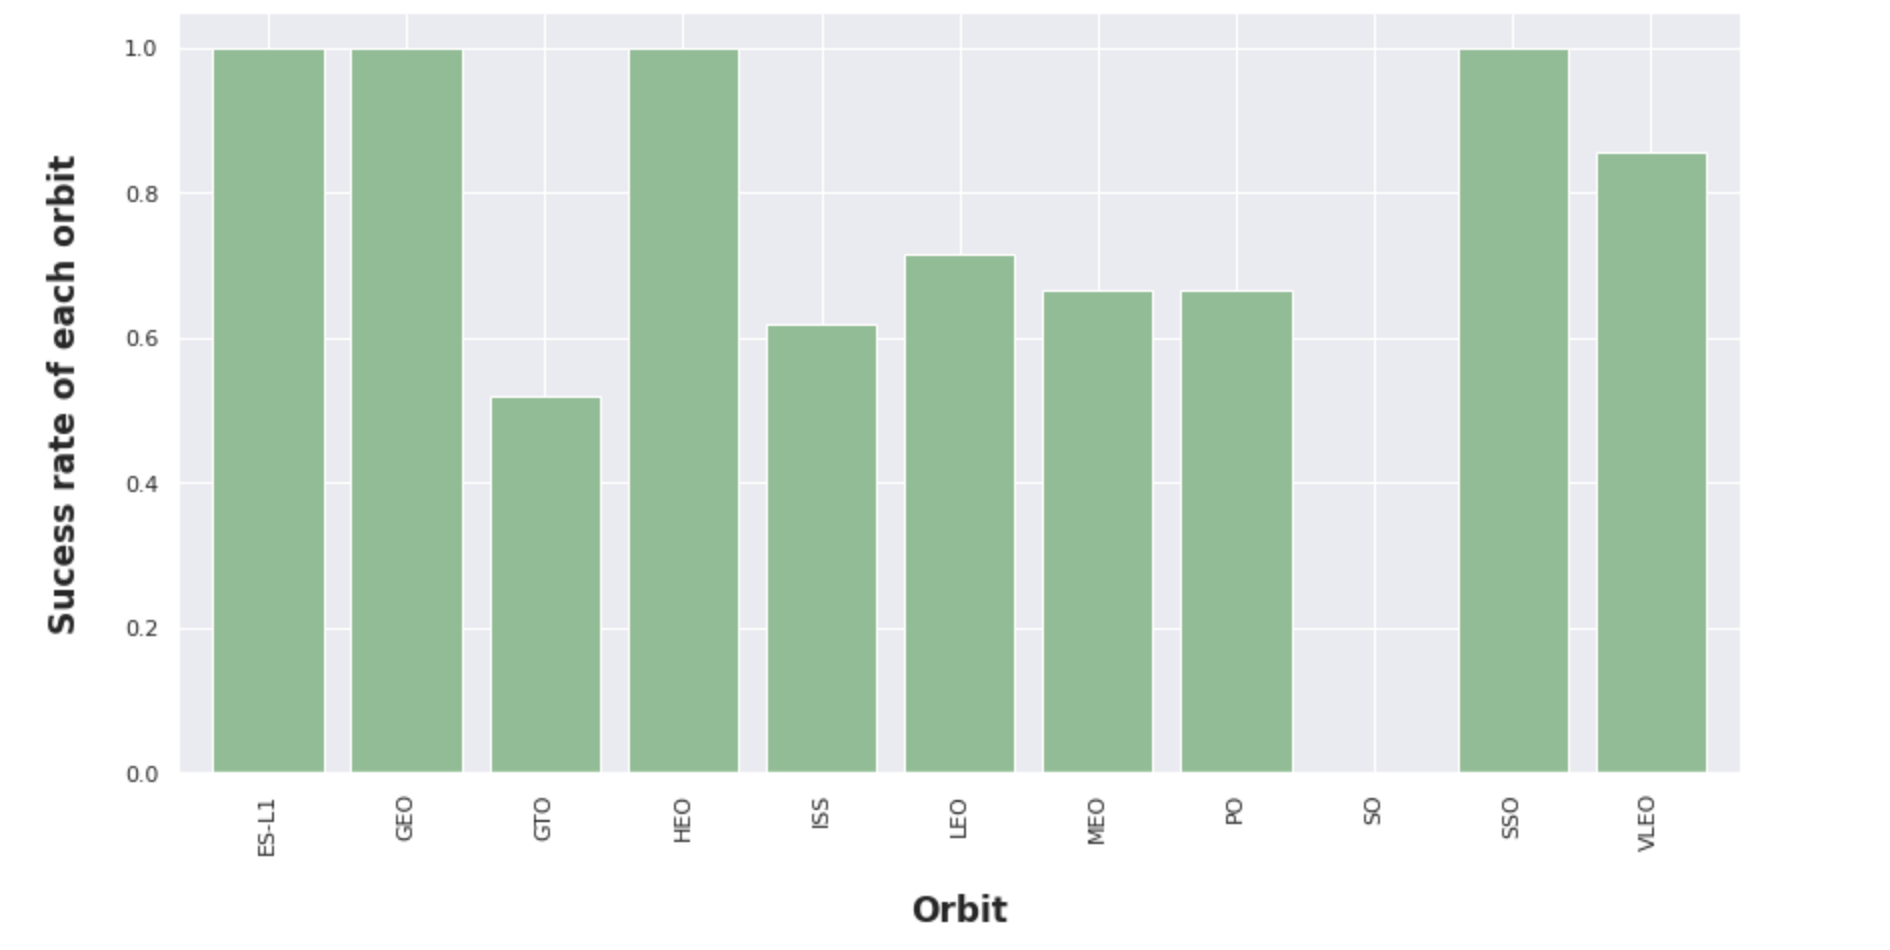 Sucess rate of each orbit
1.0
0.8
0.6
0.4
0.2
0.0
ES-L1
GEO
GTO
HEO
ISS
LEO
MEO
PO
SO
SSO
VLEO
Orbit